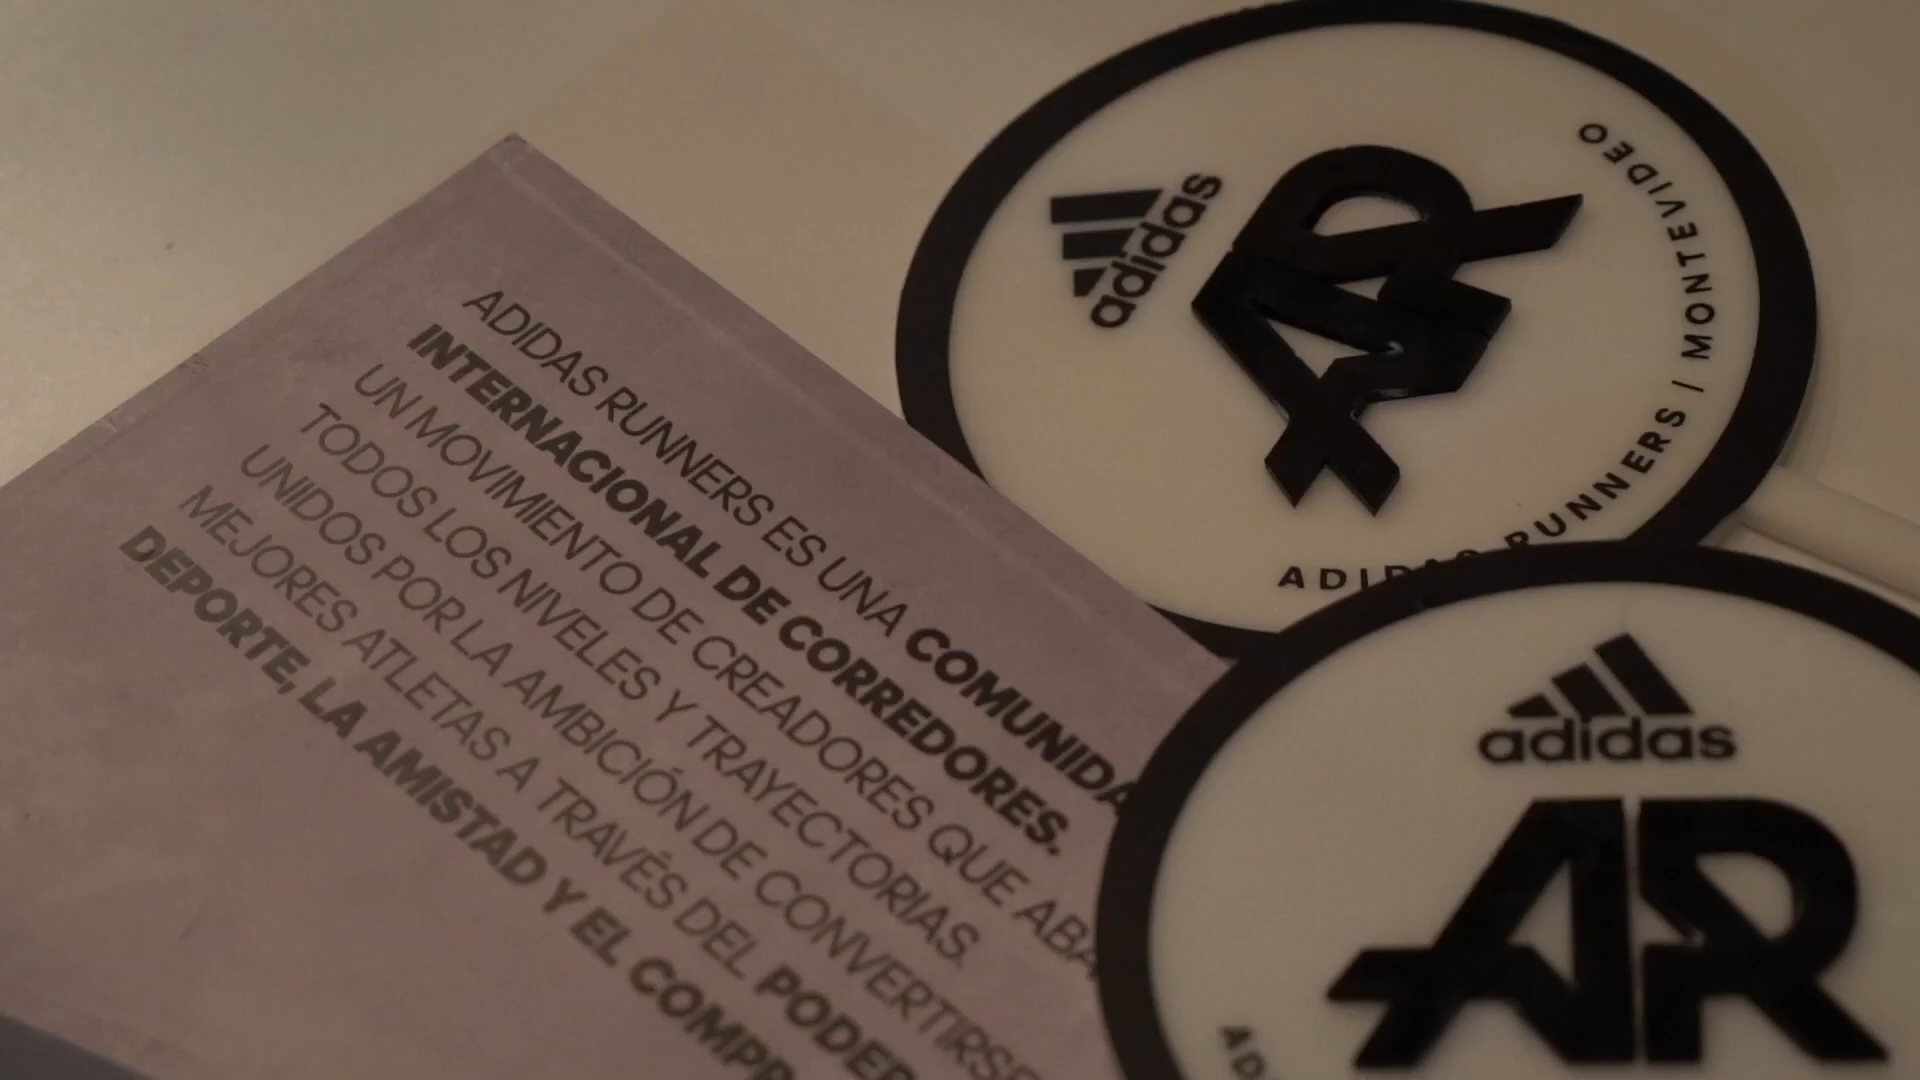 ADIDAS RUNNERS ES UNA COMUNIDA
INTERNACIONAL DE CORREDORES.
UN MOVIMIENTO DE CREADORES QUE ABA
TODOS LOS NIVELES Y TRAYECTORIAS.
UNIDOS POR LA AMBICIÓN DE CONVERTIRSE
MEJORES ATLETAS A TRAVÉS DEL PODER
DEPORTE, LA AMISTAD Y EL COMPR
adidas
AR
ADIDAS RUNNERS / MONTEVIDEO
adidas
AR
AD